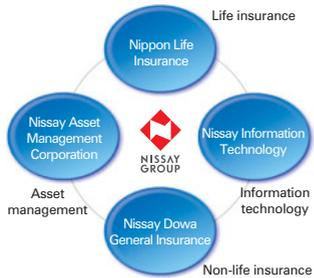 Life insurance
Nippon Life
Insurance
Nissay Asset
Management
Corporation
NISSAY
GROUP
Nissay Information
Technology
Asset
management
Information
technology
Nissay Dowa
General Insurance
Non-life insurance